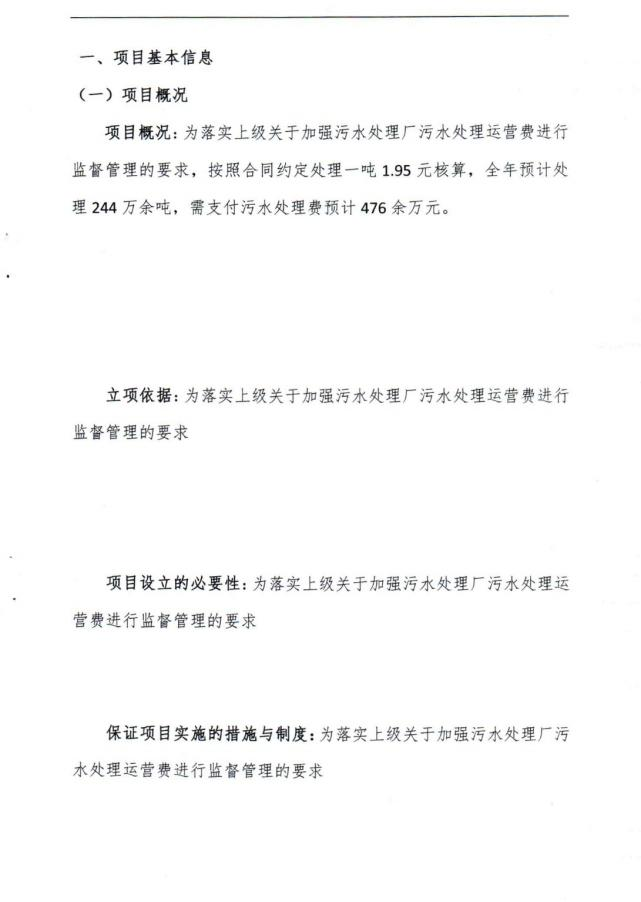 一、项目基本信息
（一）项目概况
项目概况：为落实上级关于加强污水处理厂污水处理运营费进行
监督管理的要求，按照合同约定处理一吨 1.95 元核算，全年预计处
理 244 万余吨，需支付污水处理费预计 476 余万元。
立项依据：为落实上级关于加强污水处理厂污水处理运营费进行
监督管理的要求
项目设立的必要性：为落实上级关于加强污水处理厂污水处理运
营费进行监督管理的要求
保证项目实施的措施与制度：为落实上级关于加强污水处理厂污
水处理运营费进行监督管理的要求